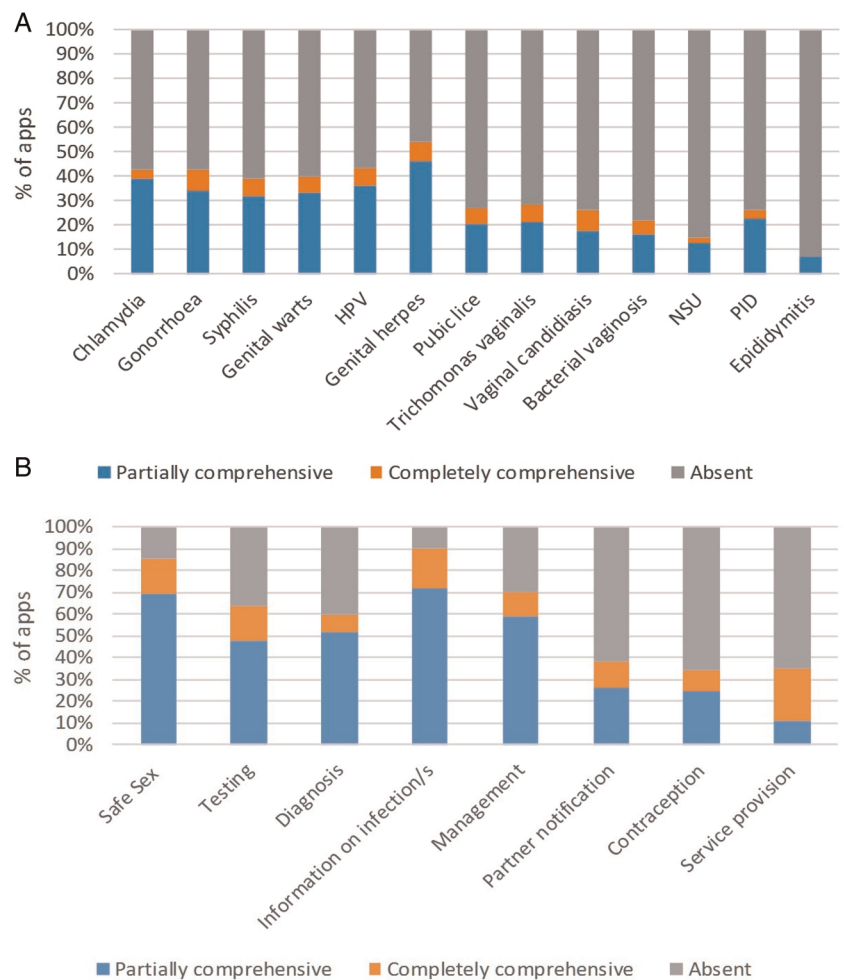 A
100%
90%
80%
70%
60%
50%
40%
30%
20%
10%
0%
% of apps
Chlamydia
Gonorrhoea
Syphilis
Genital warts
HPV
Genital herpes
Pubic lice
Trichomonas vaginalis
Vaginal candidiasis
Bacterial vaginosis
NSU
PID
Epididymitis
Partially comprehensive Completely comprehensive Absent
B
100%
90%
80%
70%
60%
50%
40%
30%
20%
10%
0%
% of apps
Safe Sex
Testing
Diagnosis
Information on infection/s
Management
Partner notification
Contraception
Service provision
Partially comprehensive Completely comprehensive Absent